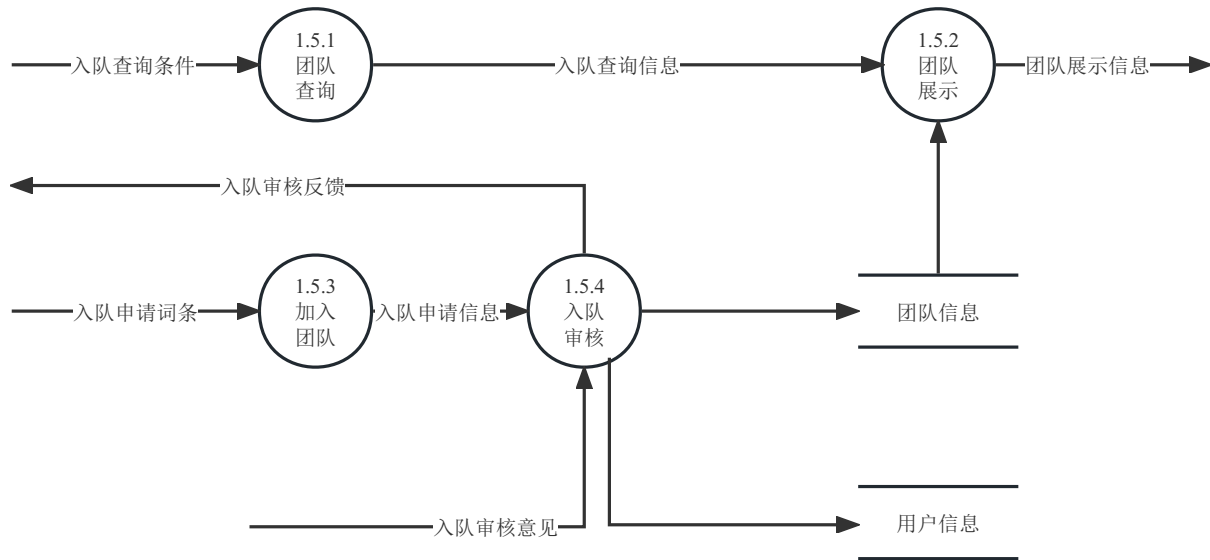 入队查询条件
1.5.1
团队
查询
入队查询信息
1.5.2
团队
展示
团队展示信息
入队审核反馈
入队申请词条
1.5.3
加入
团队
入队申请信息
1.5.4
入队
审核
团队信息
入队审核意见
用户信息